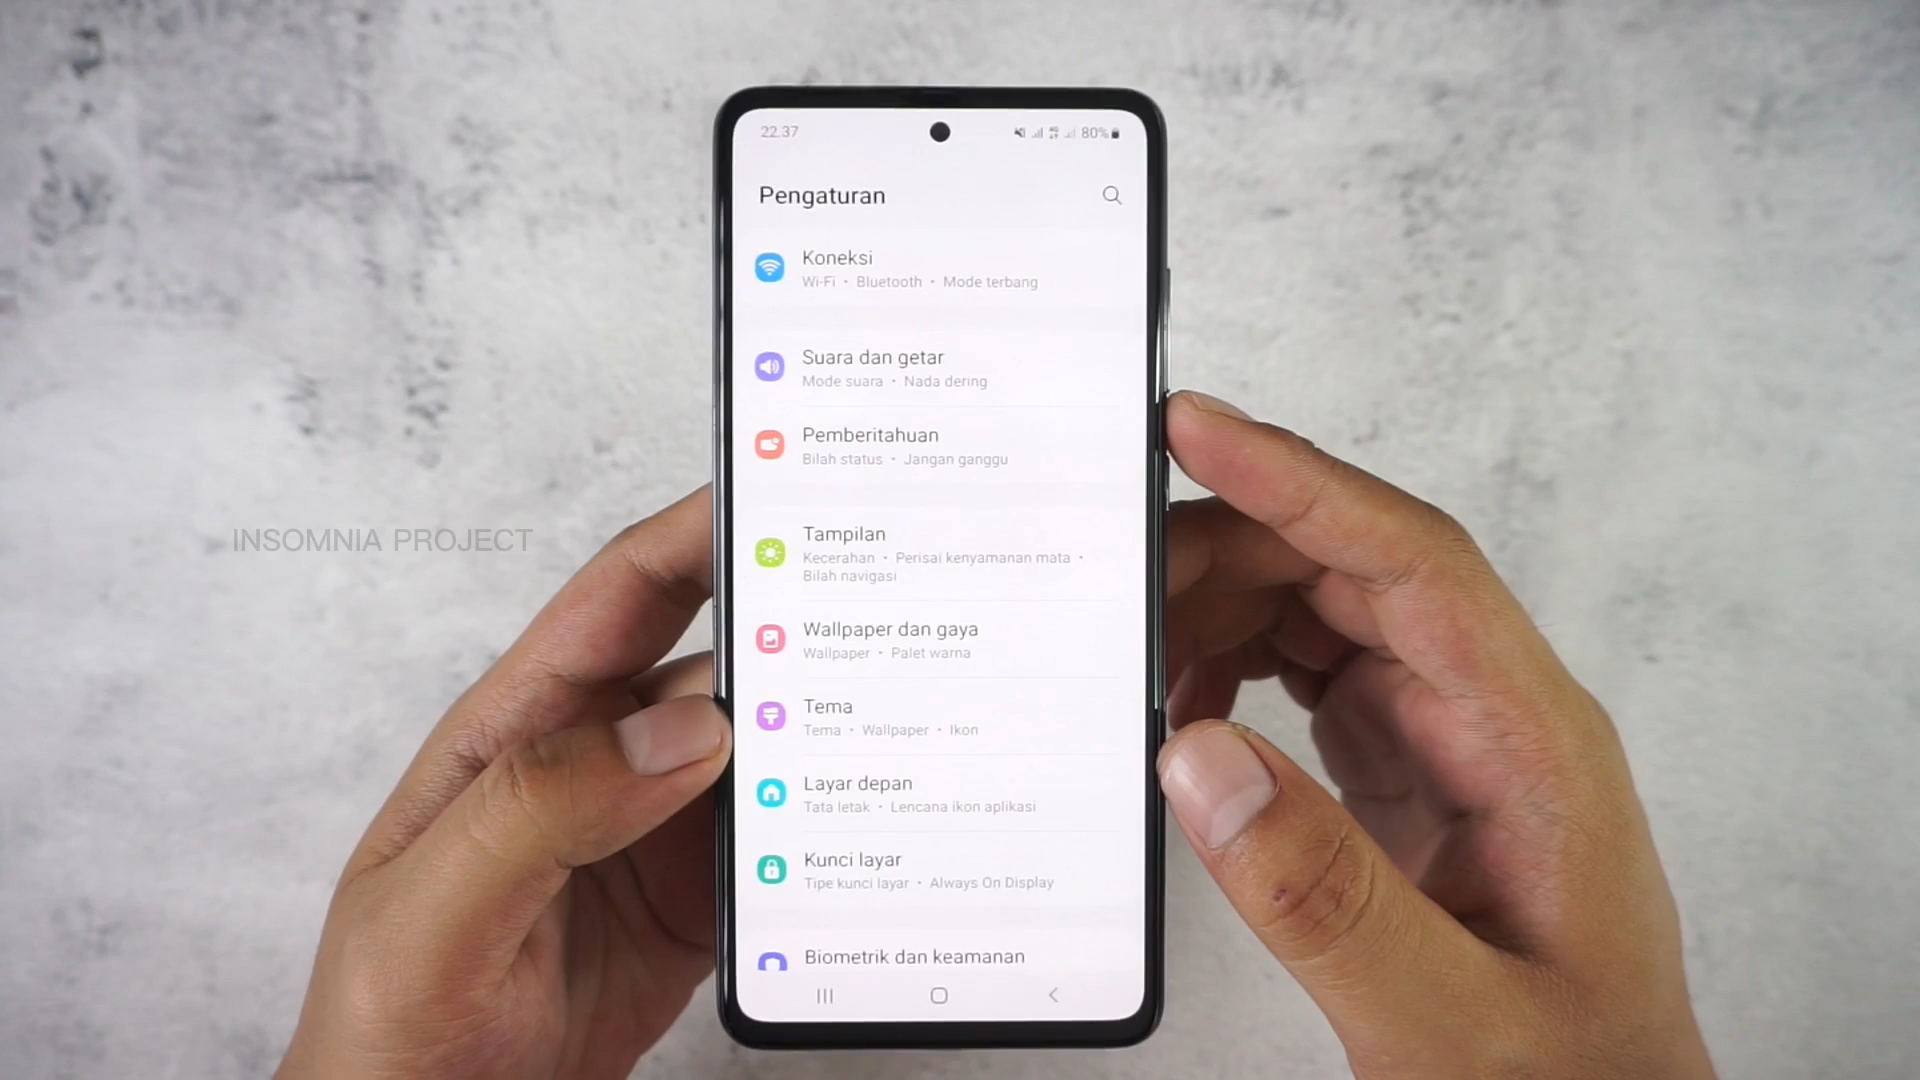 22.37
80%
Pengaturan
Koneksi
Wi-Fi • Bluetooth • Mode terbang
Suara dan getar
Mode suara • Nada dering
Pemberitahuan
Bilah status • Jangan ganggu
INSOMNIA PROJECT
Tampilan
Kecerahan • Perisai kenyamanan mata •
Bilah navigasi
Wallpaper dan gaya
Wallpaper • Palet warna
Tema
Tema • Wallpaper • Ikon
Layar depan
Tata letak • Lencana ikon aplikasi
Kunci layar
Tipe kunci layar • Always On Display
Biometrik dan keamanan